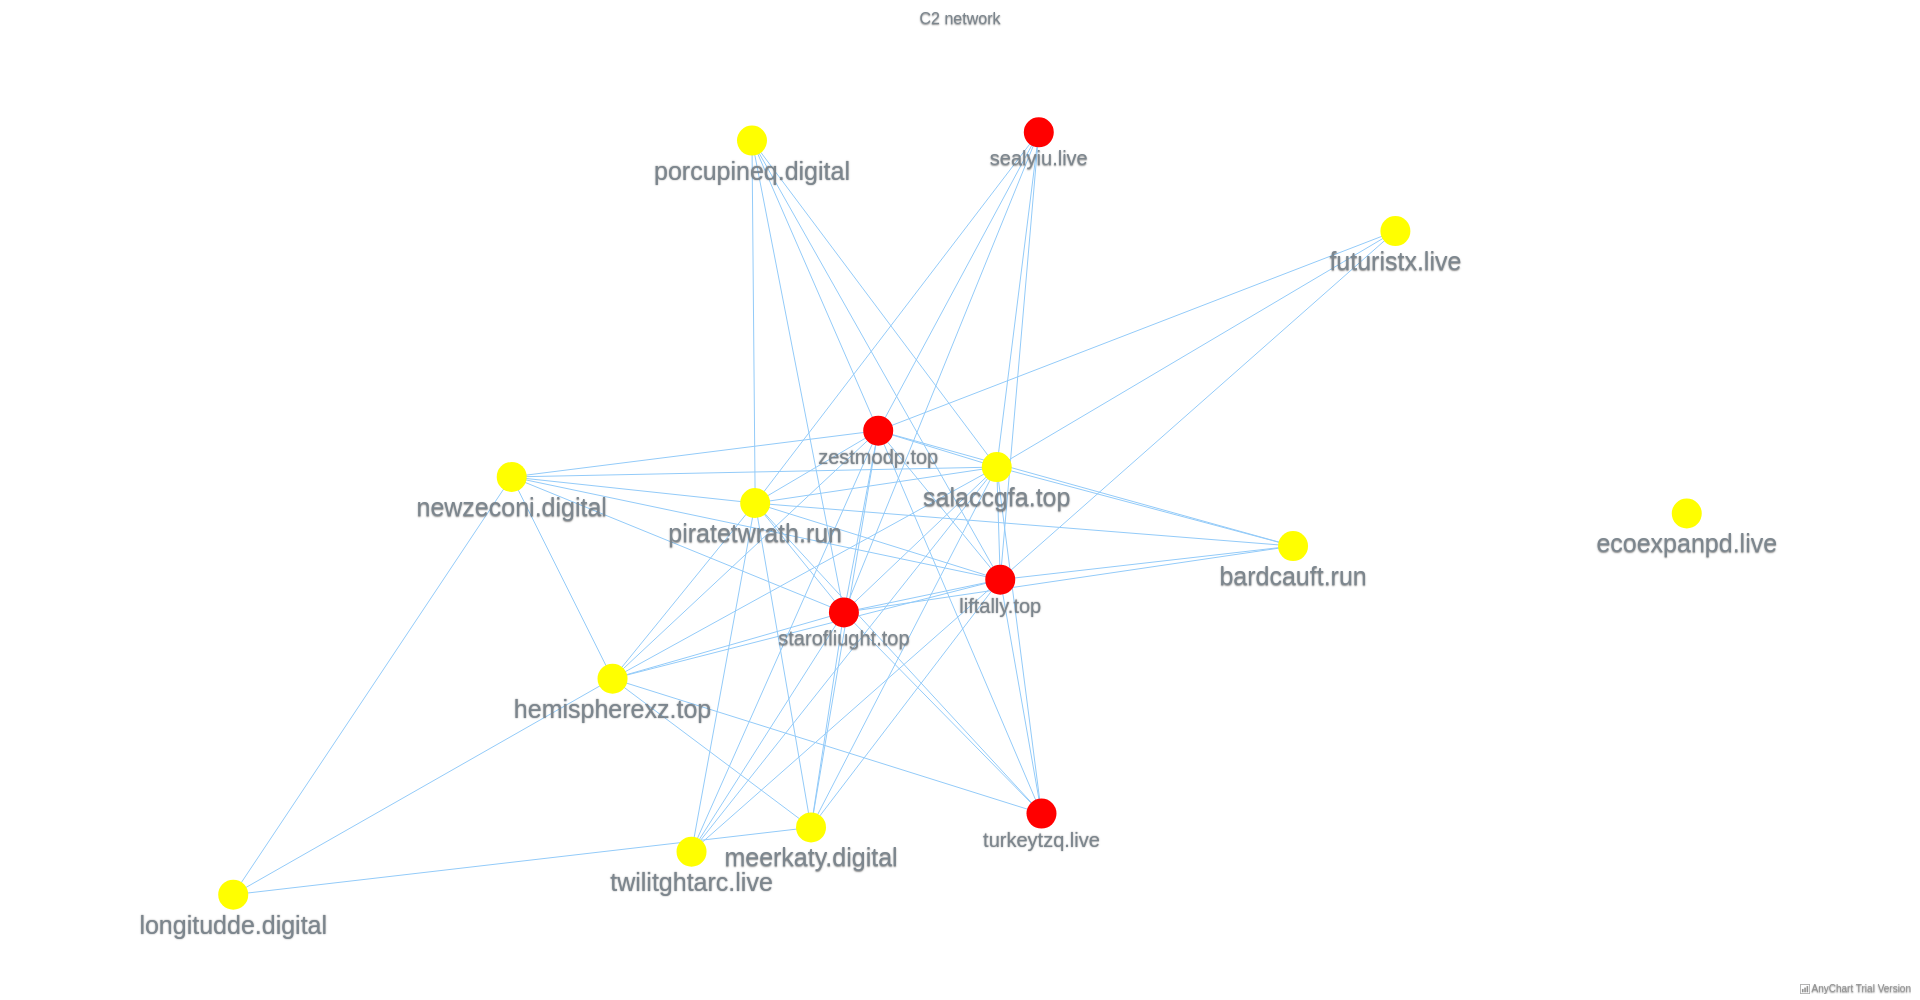 C2 network
sealyiu.live
porcupineq.digital
futuristx.live
zestmodp.top
salaccgfa.top
newzeconi.digital
piratetwrath.run
ecoexpanpd.live
bardcauft.run
liftally.top
starofliught.top
hemispherexz.top
turkeytzq.live
meerkaty.digital
twilitghtarc.live
longitudde.digital
AnyChart Trial Version